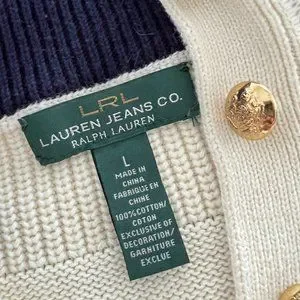 LRL
LAUREN JEANS CO.
RALPH LAUREN
L
MADE IN
CHINA
FABRIQUE EN
CHINE
100% COTTON/
COTON
EXCLUSIVE OF
DECORATION/
GARNITURE
EXCLUE